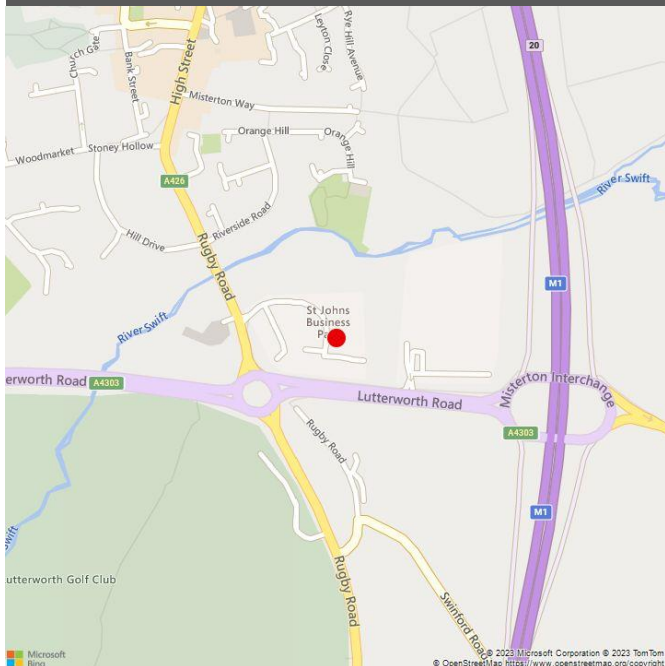 Church Gate
Bank Street
High Street
Leyton Close
Rye Hill Avenue
20
Misterton Way
Orange Hill
Orange Hill
Woodmarket
Stoney Hollow
A426
River Swift
Riverside Road
Hill Drive
Rugby Road
M1
St Johns
Business
River Swift
erworth Road
A4303
Lutterworth Road
Misterton Interchange
A4303
Rugby Road
M1
wift
utterworth Golf Club
Rugby Road
Swinford Road
Microsoft
Bing
© 2023 Microsoft Corporation © 2023 TomTom
© OpenStreetMap https://www.openstreetmap.org/copyright